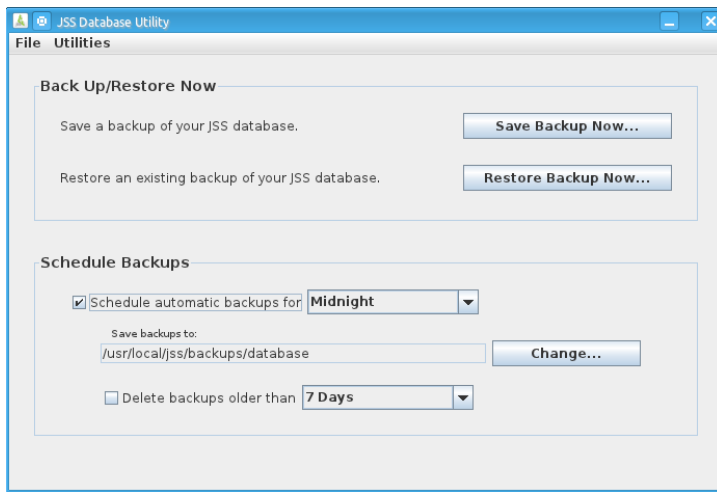 JSS Database Utility
File Utilities
Back Up/Restore Now
Save a backup of your JSS database. Save Backup Now...
Restore an existing backup of your JSS database. Restore Backup Now...
Schedule Backups
Schedule automatic backups for Midnight
Save backups to:
/usr/local/jss/backups/database Change...
Delete backups older than 7 Days